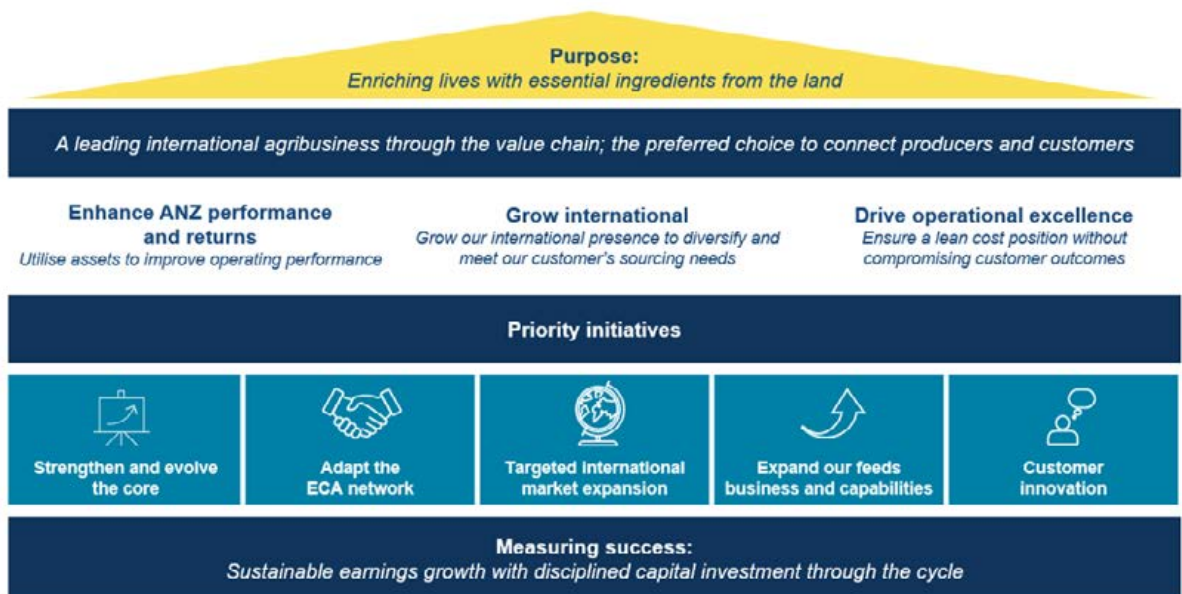 Purpose:
Enriching lives with essential ingredients from the land
A leading international agribusiness through the value chain; the preferred choice to connect producers and customers
Enhance ANZ performance
and returns
Utilise assets to improve operating performance
Grow international
Grow our international presence to diversify and
meet our customer's sourcing needs
Drive operational excellence
Ensure a lean cost position without
compromising customer outcomes
Priority initiatives
Strengthen and evolve
the core
Adapt the
ECA network
Targeted international
market expansion
Expand our feeds
business and capabilities
Customer
innovation
Measuring success:
Sustainable earnings growth with disciplined capital investment through the cycle